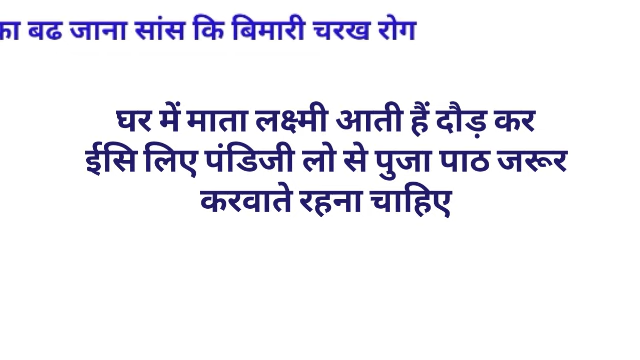 का बढ जाना सांस कि बिमारी चरख रोग
घर में माता लक्ष्मी आती हैं दौड़ कर
ईसि लिए पंडिजी लो से पुजा पाठ जरूर
करवाते रहना चाहिए